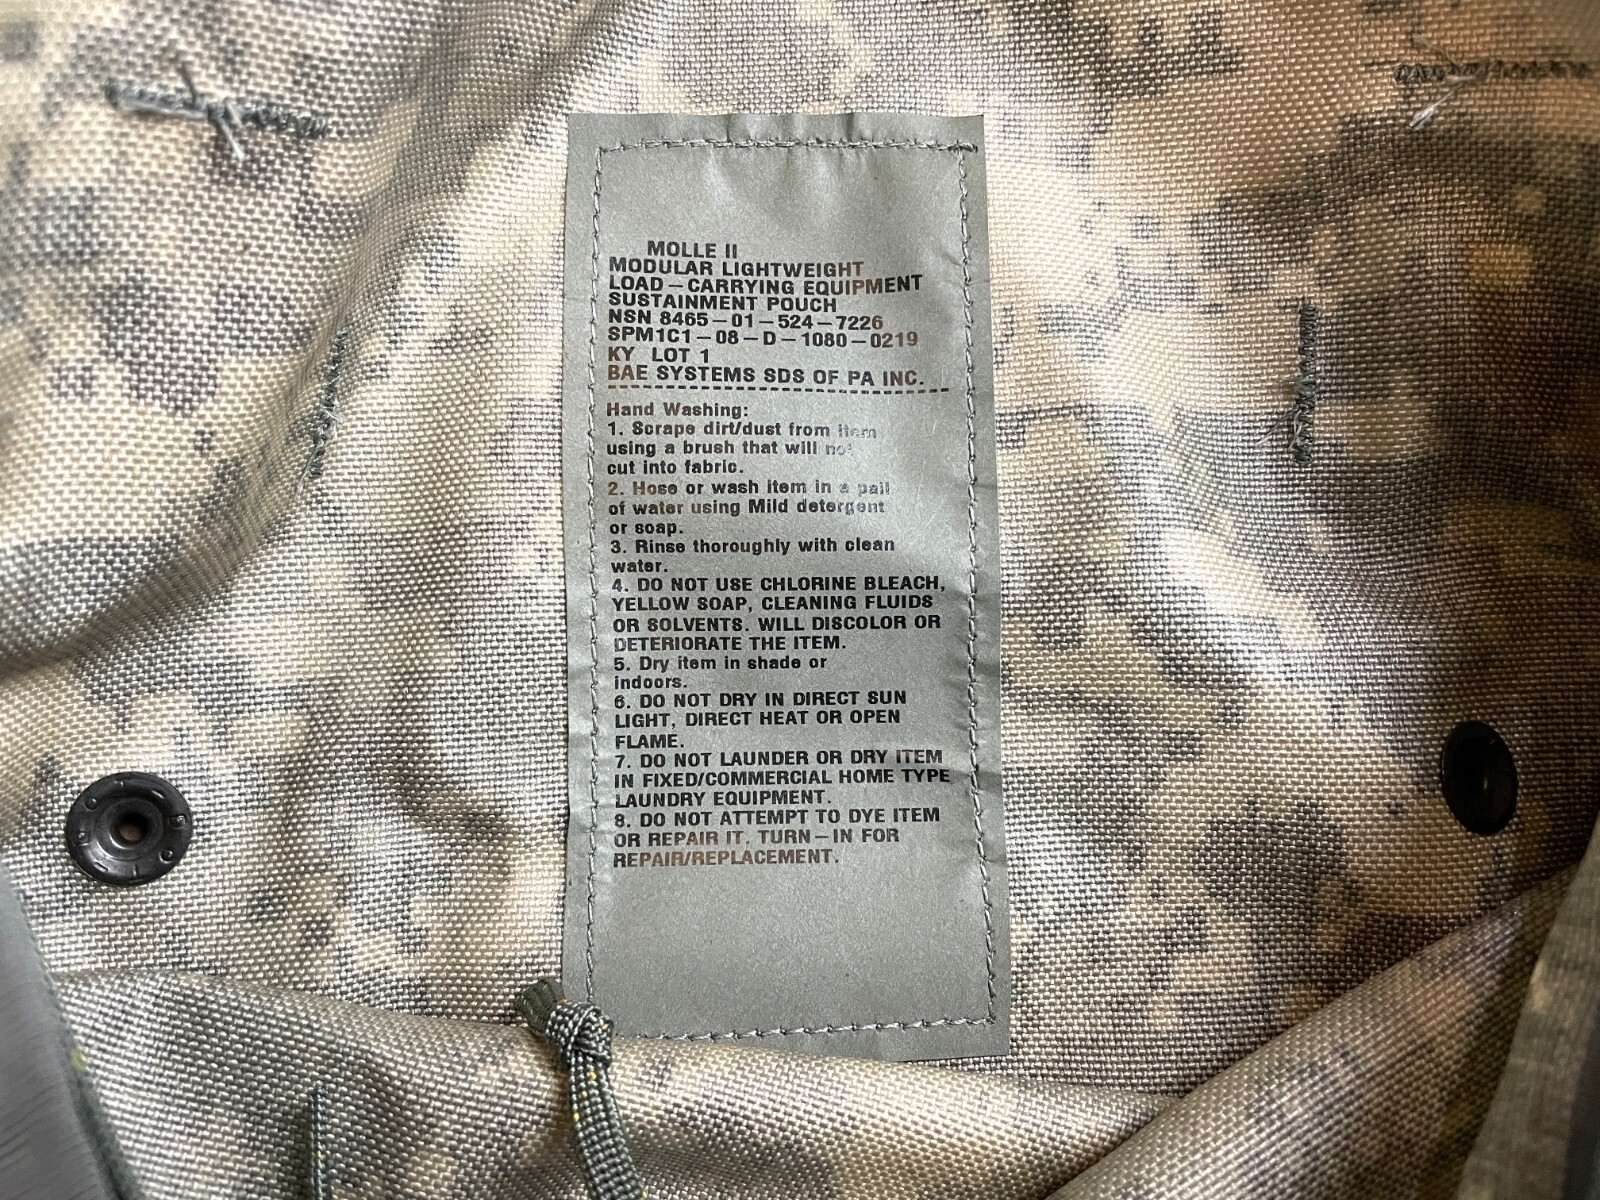 MOLLE II
MODULAR LIGHTWEIGHT
LOAD-CARRYING EQUIPMENT
SUSTAINMENT POUCH
NSN 8465-01-524-7226
SPM1C1-08-D-1080-0219
KY LOT 1
BAE SYSTEMS SDS OF PA INC.
Hand Washing:
1. Scrape dirt/dust from item
using a brush that will not
cut into fabric.
2. Hose or wash item in a pail
of water using Mild detergent
or soap.
3. Rinse thoroughly with clean
water.
4. DO NOT USE CHLORINE BLEACH,
YELLOW SOAP, CLEANING FLUIDS
OR SOLVENTS. WILL DISCOLOR OR
DETERIORATE THE ITEM.
5. Dry item in shade or
indoors.
6. DO NOT DRY IN DIRECT SUN
LIGHT, DIRECT HEAT OR OPEN
FLAME.
7. DO NOT LAUNDER OR DRY ITEM
IN FIXED/COMMERCIAL HOME TYPE
LAUNDRY EQUIPMENT.
8. DO NOT ATTEMPT TO DYE ITEM
OR REPAIR IT, TURN-IN FOR
REPAIR/REPLACEMENT.